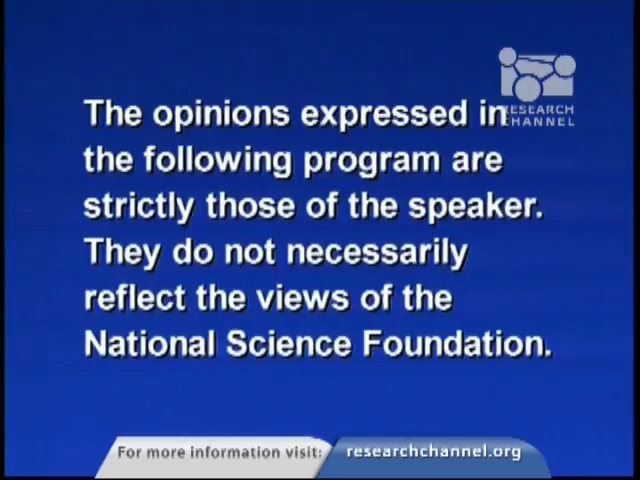 The opinions expressed in
the following program are
strictly those of the speaker.
They do not necessarily
reflect the views of the
National Science Foundation.
RESEARCH
CHANNEL
For more information visit: researchchannel.org